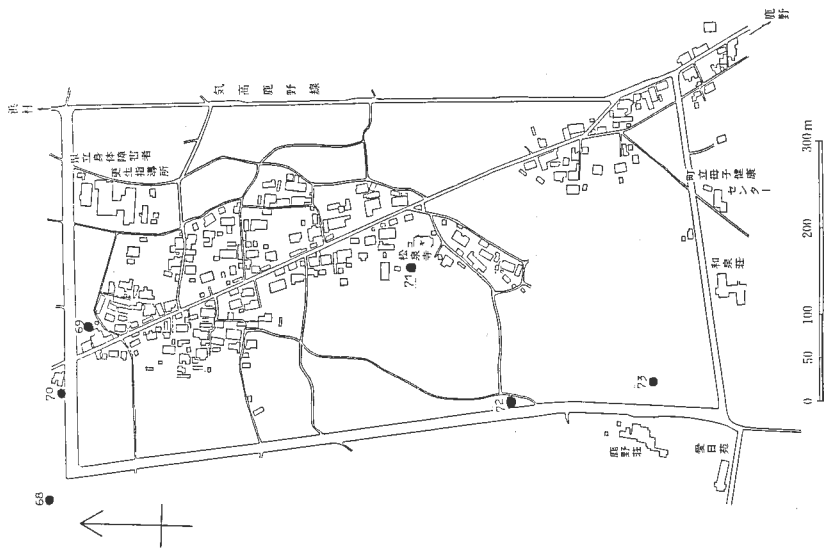 浜村
気高鹿野線
鹿野
県立身体障害者
更生指導所
69
70
68
松泉寺
71
72
73
町立母子健康
センター
和泉荘
鹿野荘
愛日苑
0 50 100 200 300 m